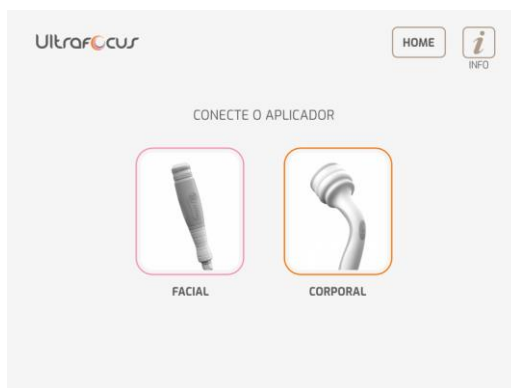 Ultrafocus
HOME
INFO
CONECTE O APLICADOR
FACIAL
CORPORAL